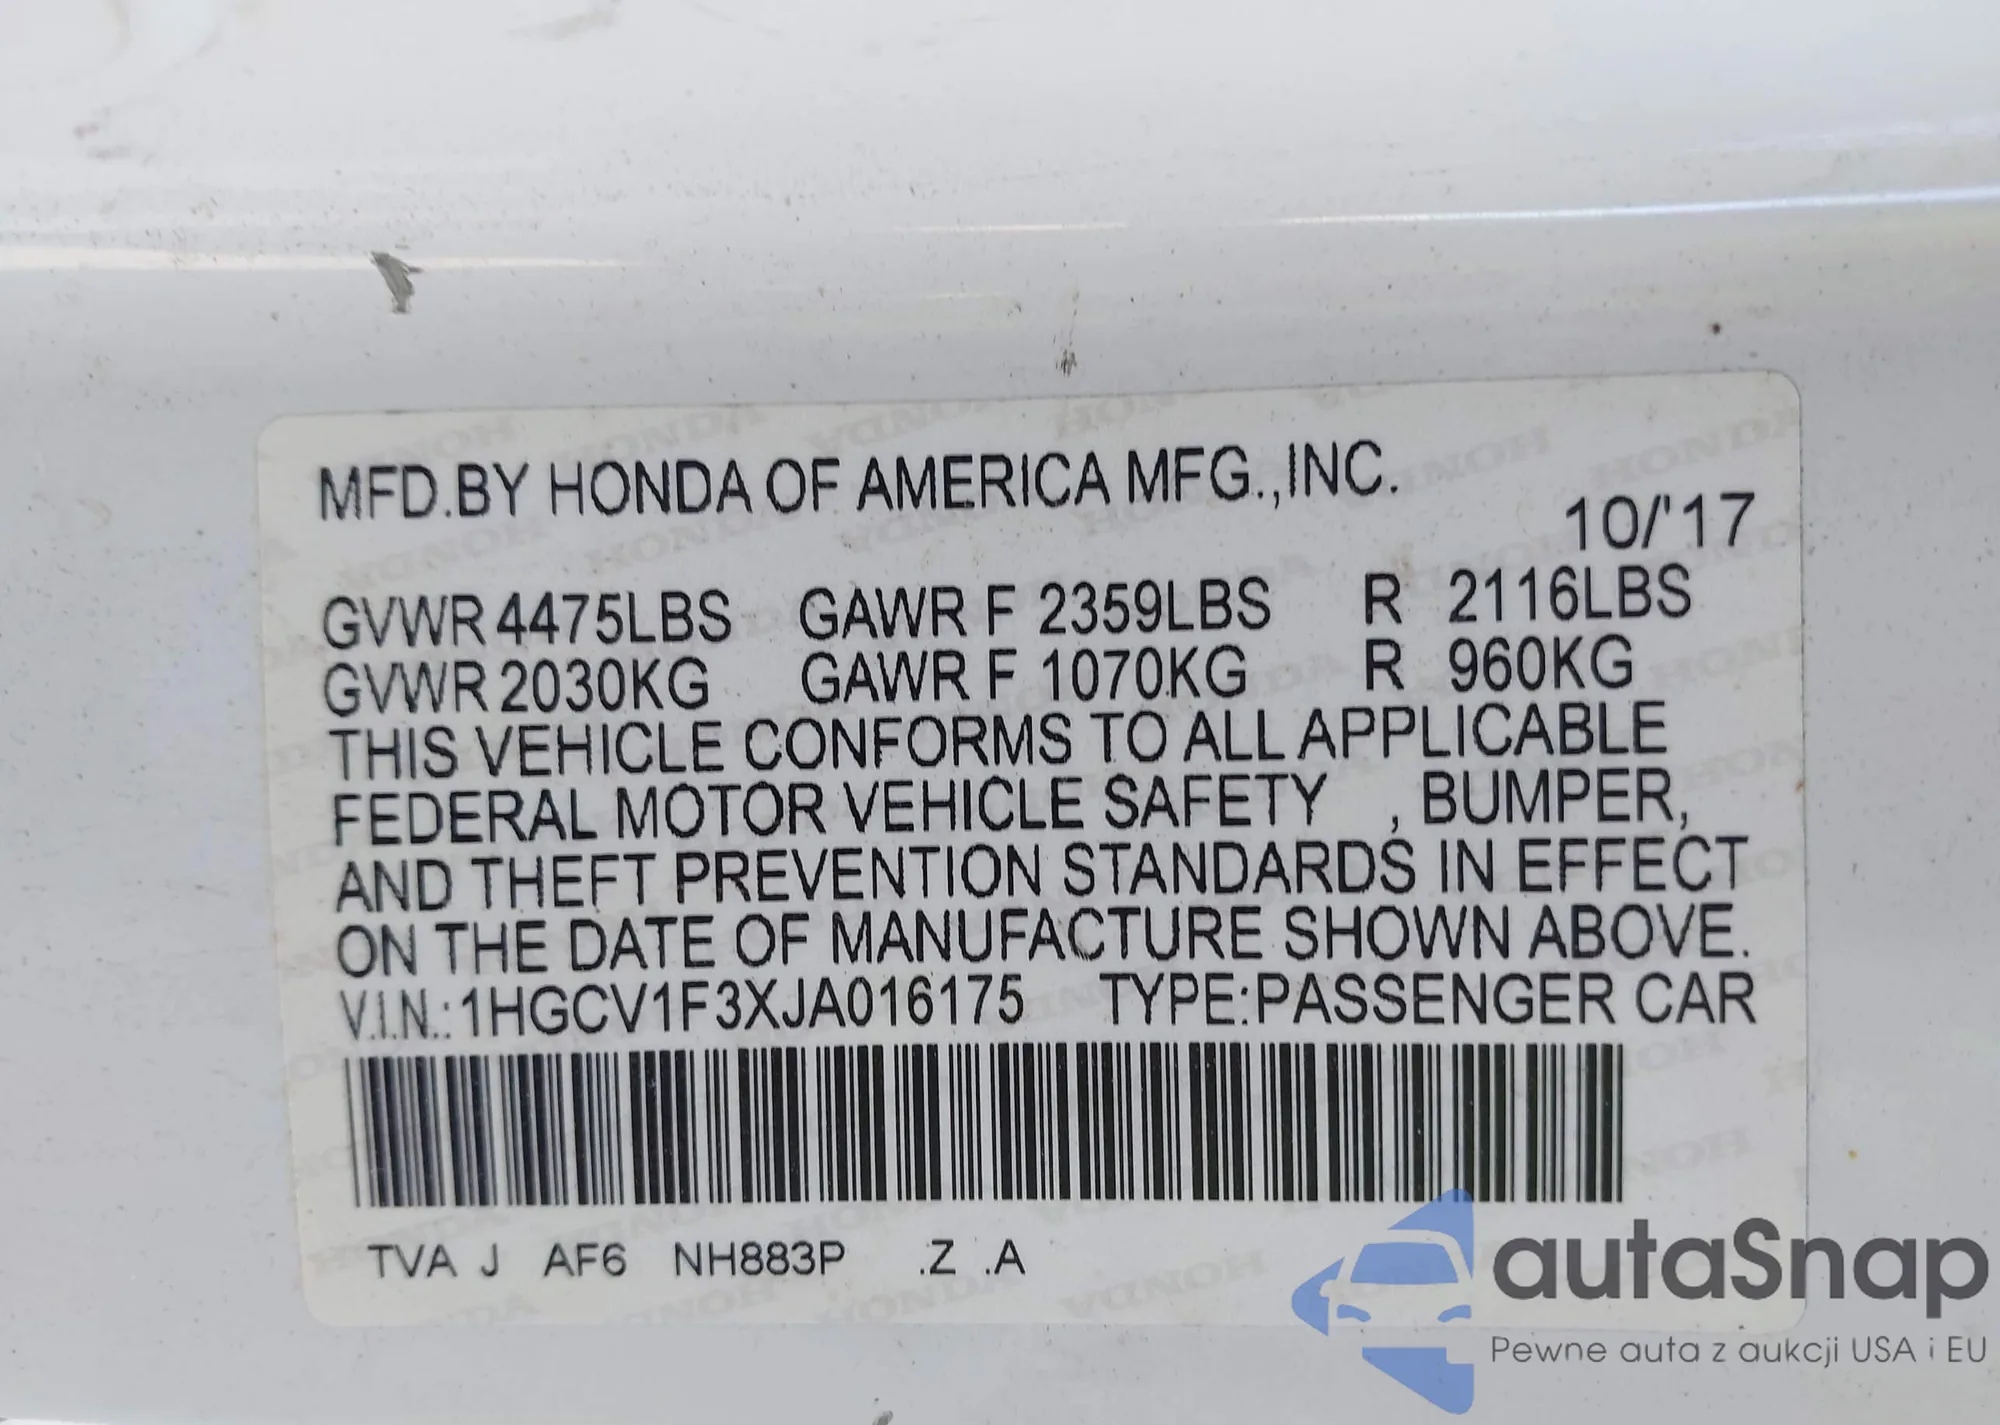 MFD.BY HONDA OF AMERICA MFG.,INC.
10/'17
GVWR 4475LBS GAWR F 2359LBS R 2116LBS
GVWR 2030KG GAWR F 1070KG R 960KG
THIS VEHICLE CONFORMS TO ALL APPLICABLE
FEDERAL MOTOR VEHICLE SAFETY , BUMPER,
AND THEFT PREVENTION STANDARDS IN EFFECT
ON THE DATE OF MANUFACTURE SHOWN ABOVE.
V.I.N.:1HGCV1F3XJA016175 TYPE:PASSENGER CAR
TVA J AF6 NH883P .Z .A
autaSnap
Pewne auta z aukcji USA i EU